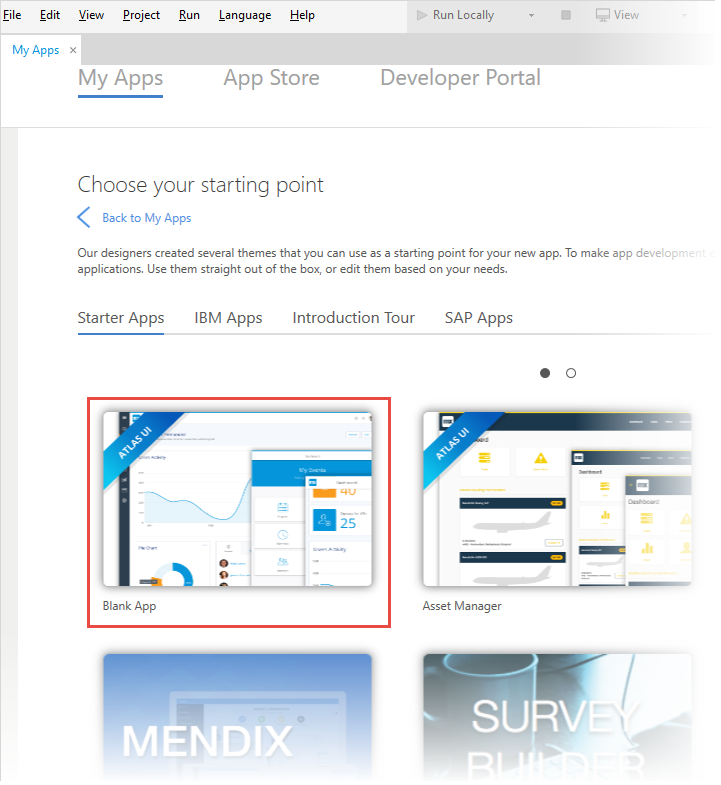 File Edit View Project Run Language Help Run Locally View
My Apps ×
My Apps App Store Developer Portal
Choose your starting point
Back to My Apps
Our designers created several themes that you can use as a starting point for your new app. To make app development
applications. Use them straight out of the box, or edit them based on your needs.
Starter Apps IBM Apps Introduction Tour SAP Apps
ATLAS UI
My Events
40
25
Pie Chart
Blank App
ATLAS UI
Dashboard
Dashboard
Dashboard
Asset Manager
MENDIX
SURVEY
BUILDER